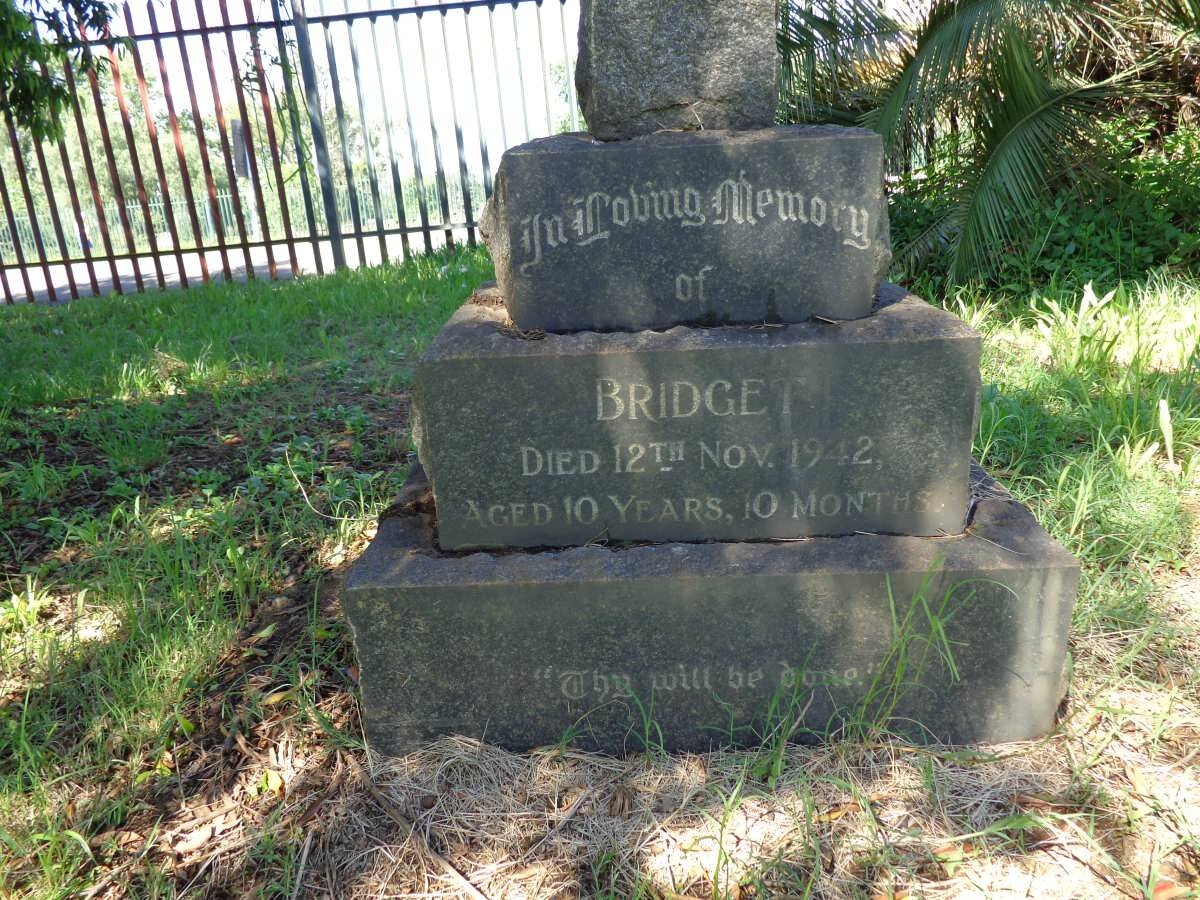 In Loving Memory
of
BRIDGET
DIED 12TH NOV. 1942,
AGED 10 YEARS, 10 MONTHS.
"Thy will be done."